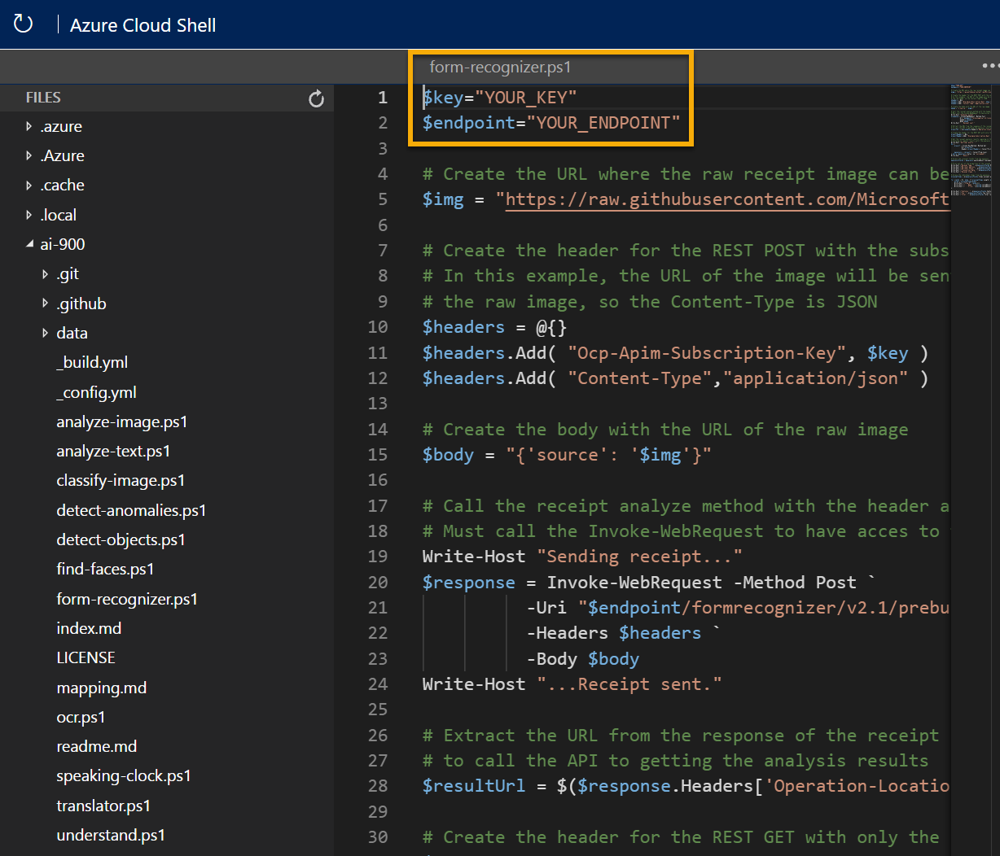 Azure Cloud Shell
form-recognizer.ps1
FILES
.azure
.Azure
.cache
.local
ai-900
.git
.github
data
_build.yml
_config.yml
analyze-image.ps1
analyze-text.ps1
classify-image.ps1
detect-anomalies.ps1
detect-objects.ps1
find-faces.ps1
form-recognizer.ps1
index.md
LICENSE
mapping.md
ocr.ps1
readme.md
speaking-clock.ps1
translator.ps1
understand.ps1
1 $key="YOUR_KEY"
2 $endpoint="YOUR_ENDPOINT"
3
4 # Create the URL where the raw receipt image can be
5 $img = "https://raw.githubusercontent.com/Microsoft
6
7 # Create the header for the REST POST with the subs
8 # In this example, the URL of the image will be sen
9 # the raw image, so the Content-Type is JSON
10 $headers = @{}
11 $headers.Add( "Ocp-Apim-Subscription-Key", $key )
12 $headers.Add( "Content-Type","application/json" )
13
14 # Create the body with the URL of the raw image
15 $body = "{'source': '$img'}"
16
17 # Call the receipt analyze method with the header a
18 # Must call the Invoke-WebRequest to have acces to
19 Write-Host "Sending receipt..."
20 $response = Invoke-WebRequest -Method Post `
21 -Uri "$endpoint/formrecognizer/v2.1/prebu
22 -Headers $headers `
23 -Body $body
24 Write-Host "...Receipt sent."
25
26 # Extract the URL from the response of the receipt
27 # to call the API to getting the analysis results
28 $resultUrl = $($response.Headers['Operation-Locatio
29
30 # Create the header for the REST GET with only the